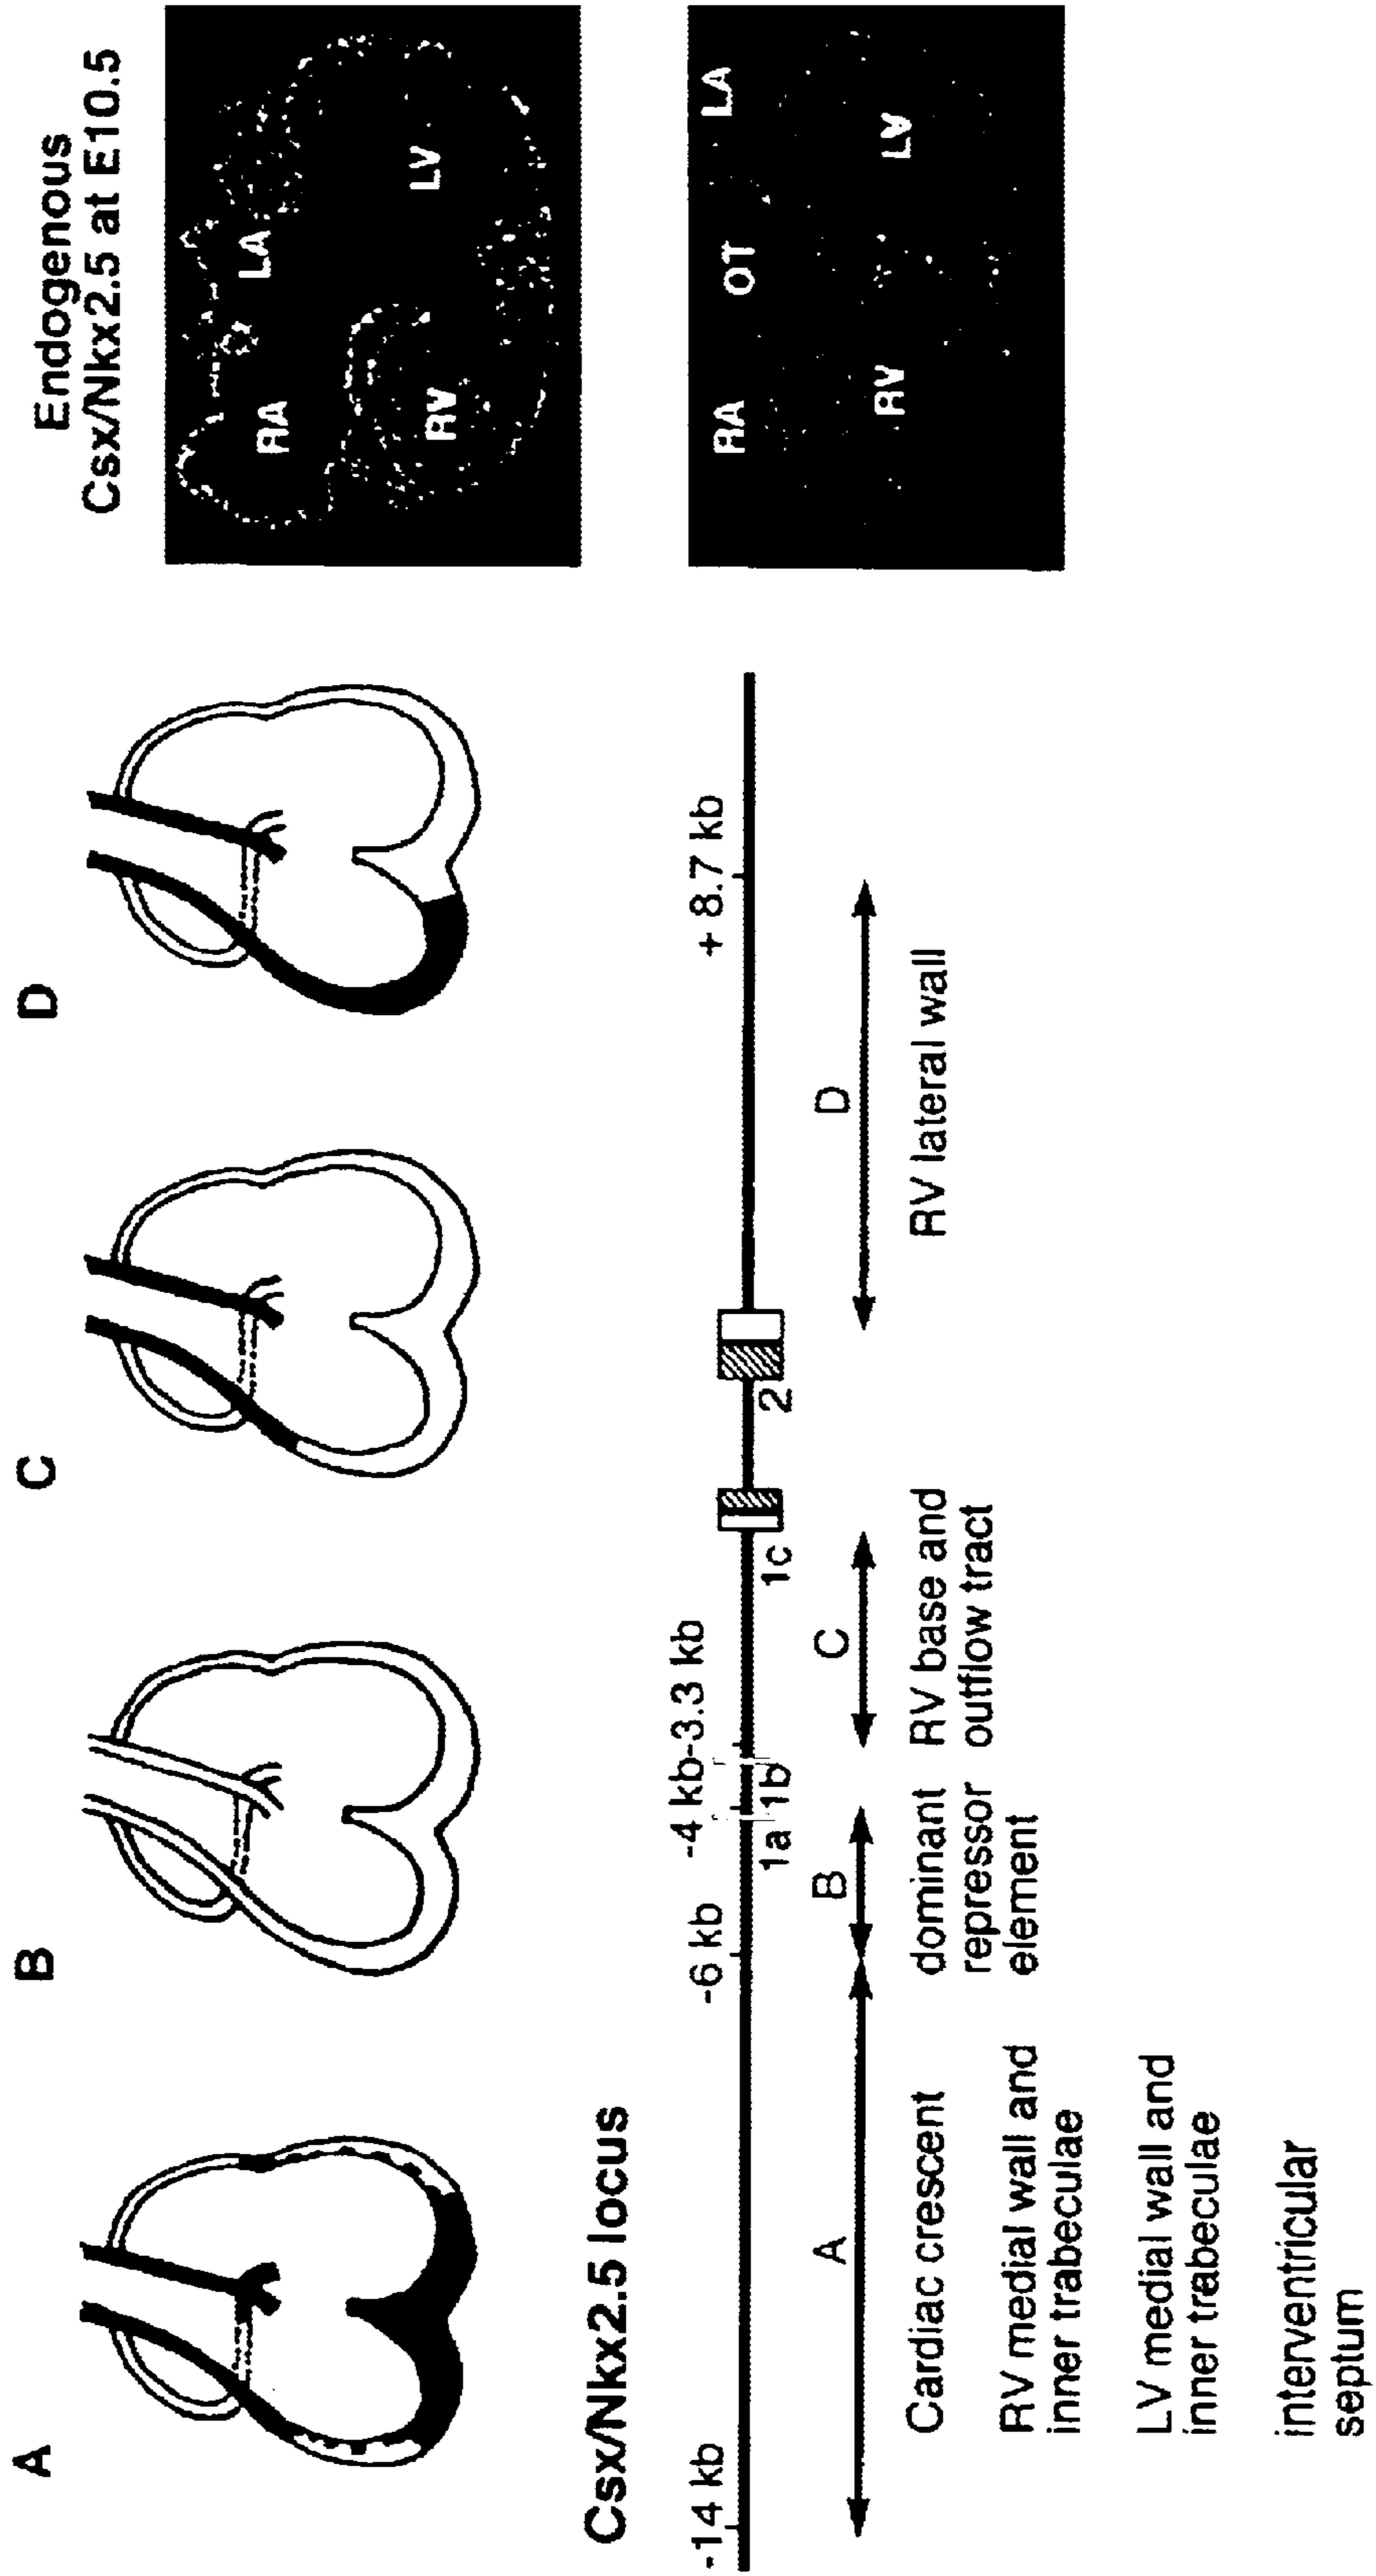 A
B
C
D
Endogenous
Csx/Nkx2.5 at E10.5
RA
LA
RV
LV
RA
OT
LA
RV
LV
Csx/Nkx2.5 locus
-14 kb
-6 kb
-4 kb
-3.3 kb
+ 8.7 kb
1a
1b
1c
2
A
B
C
D
Cardiac crescent
RV medial wall and
inner trabeculae
LV medial wall and
inner trabeculae
interventricular
septum
dominant
repressor
element
RV base and
outflow tract
RV lateral wall